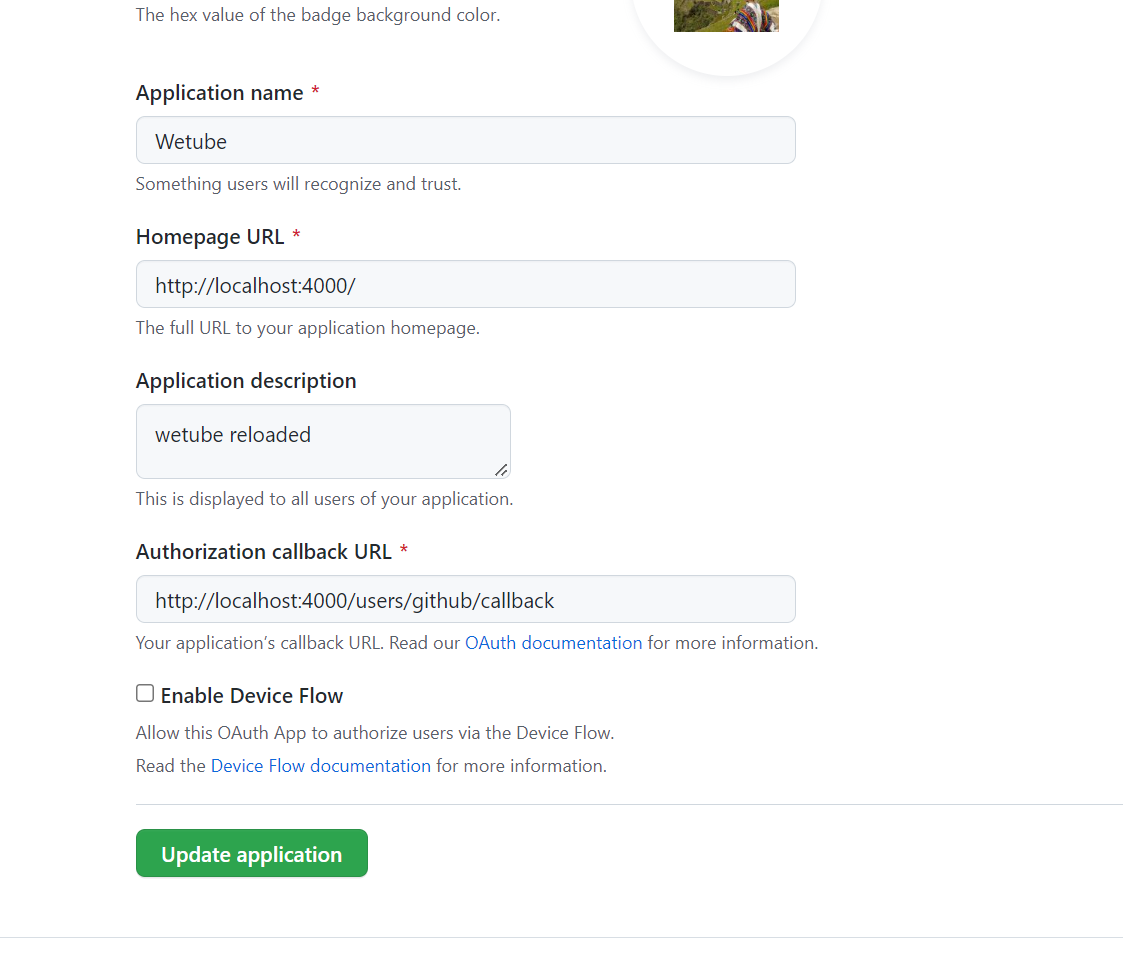 The hex value of the badge background color.
Application name *
Wetube
Something users will recognize and trust.
Homepage URL *
http://localhost:4000/
The full URL to your application homepage.
Application description
wetube reloaded
This is displayed to all users of your application.
Authorization callback URL *
http://localhost:4000/users/github/callback
Your application’s callback URL. Read our OAuth documentation for more information.
Enable Device Flow
Allow this OAuth App to authorize users via the Device Flow.
Read the Device Flow documentation for more information.
Update application